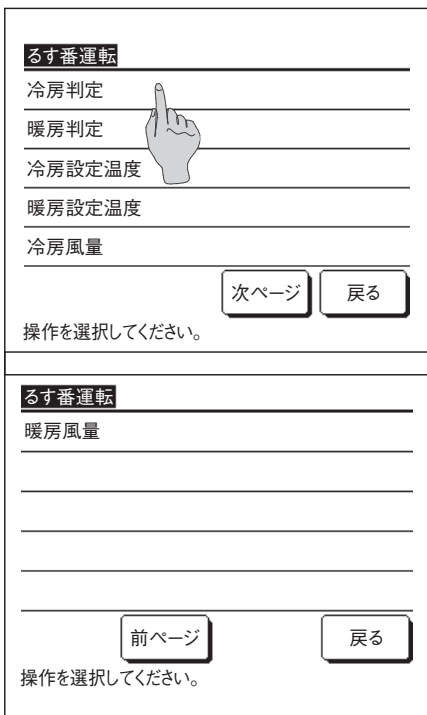 るす番運転
冷房判定
暖房判定
冷房設定温度
暖房設定温度
冷房風量
次ページ 戻る
操作を選択してください。
るす番運転
暖房風量
前ページ 戻る
操作を選択してください。